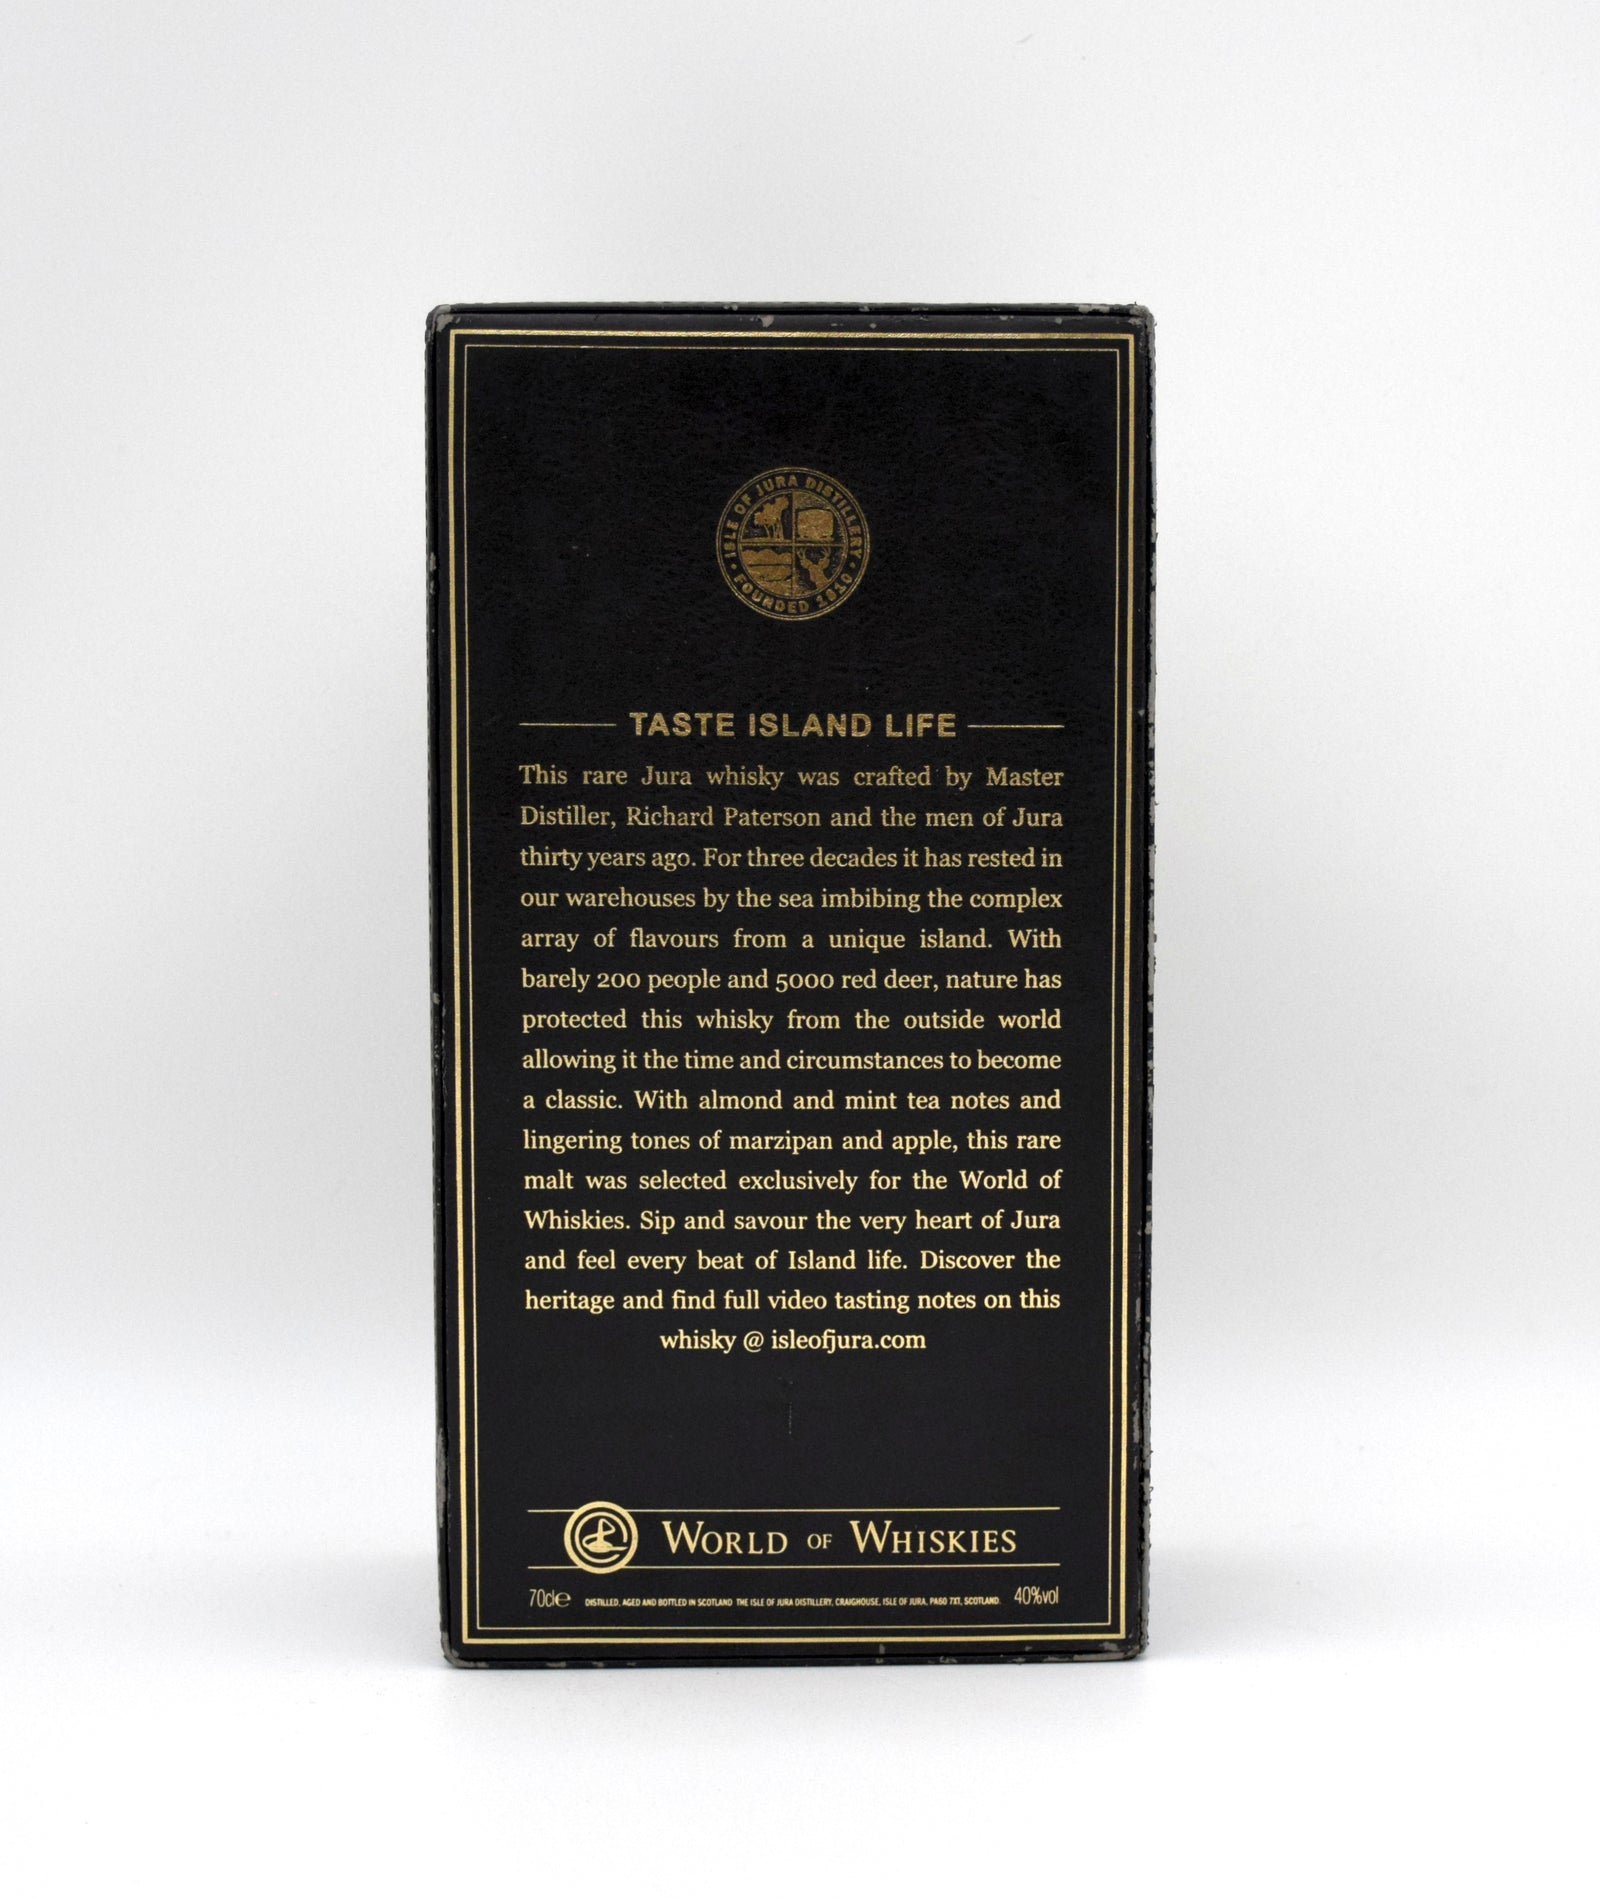 ISLE OF JURA DISTILLERY
FOUNDED 1810
TASTE ISLAND LIFE
This rare Jura whisky was crafted by Master
Distiller, Richard Paterson and the men of Jura
thirty years ago. For three decades it has rested in
our warehouses by the sea imbibing the complex
array of flavours from a unique island. With
barely 200 people and 5000 red deer, nature has
protected this whisky from the outside world
allowing it the time and circumstances to become
a classic. With almond and mint tea notes and
lingering tones of marzipan and apple, this rare
malt was selected exclusively for the World of
Whiskies. Sip and savour the very heart of Jura
and feel every beat of Island life. Discover the
heritage and find full video tasting notes on this
whisky @ isleofjura.com
WORLD OF WHISKIES
70cle DISTILLED, AGED AND BOTTLED IN SCOTLAND THE ISLE OF JURA DISTILLERY, CRAIGHOUSE, ISLE OF JURA, PA60 7XT, SCOTLAND. 40%vol